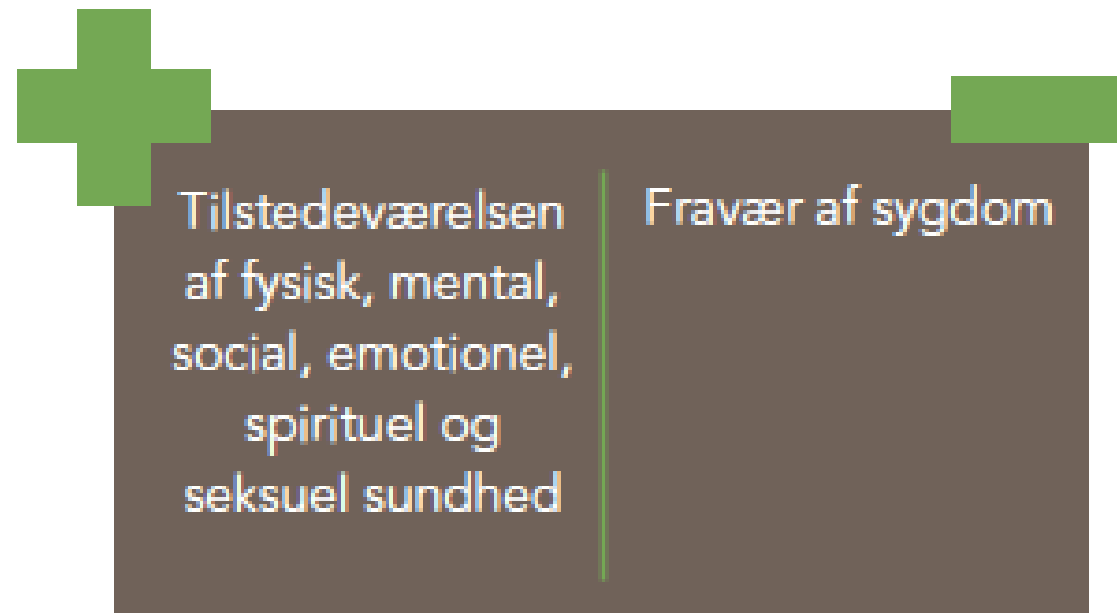 Tilstedeværelsen
af fysisk, mental,
social, emotionel,
spirituel og
seksuel sundhed
Fravær af sygdom